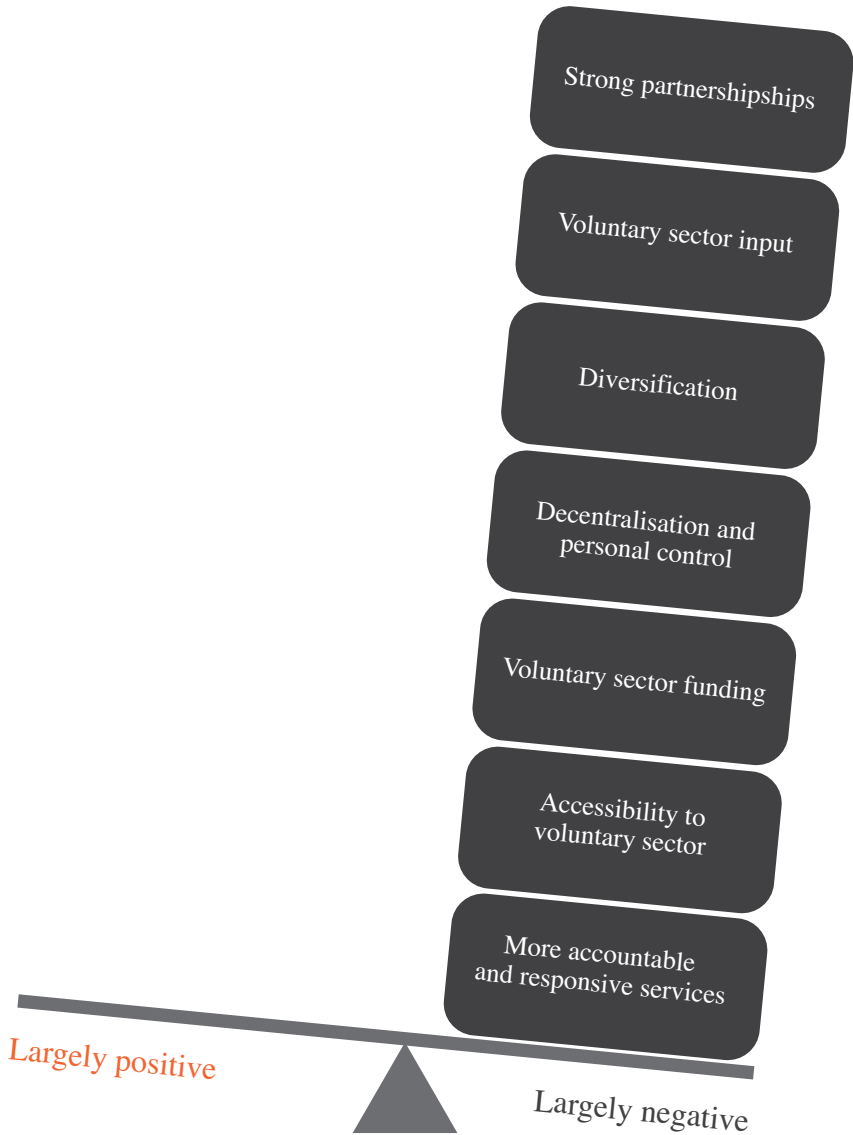 Strong partnershipships
Voluntary sector input
Diversification
Decentralisation and
personal control
Voluntary sector funding
Accessibility to
voluntary sector
More accountable
and responsive services
Largely positive
Largely negative